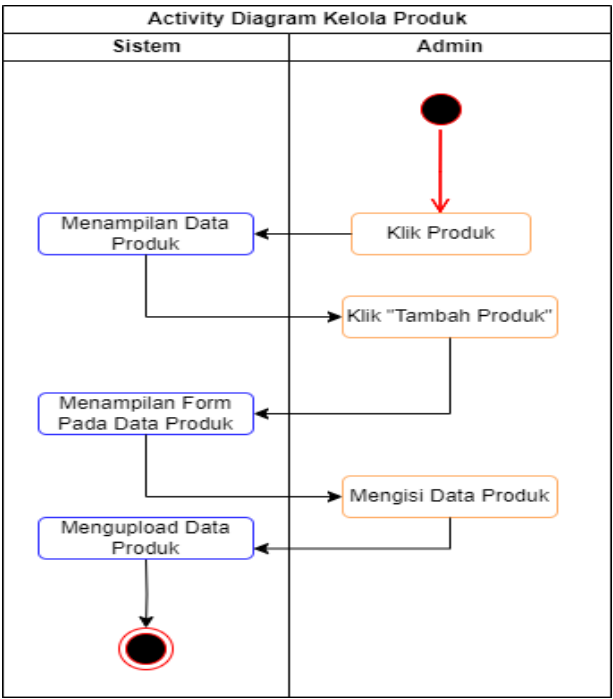 Activity Diagram Kelola Produk
Sistem
Admin
Klik Produk
Menampilan Data
Produk
Klik "Tambah Produk"
Menampilan Form
Pada Data Produk
Mengisi Data Produk
Mengupload Data
Produk